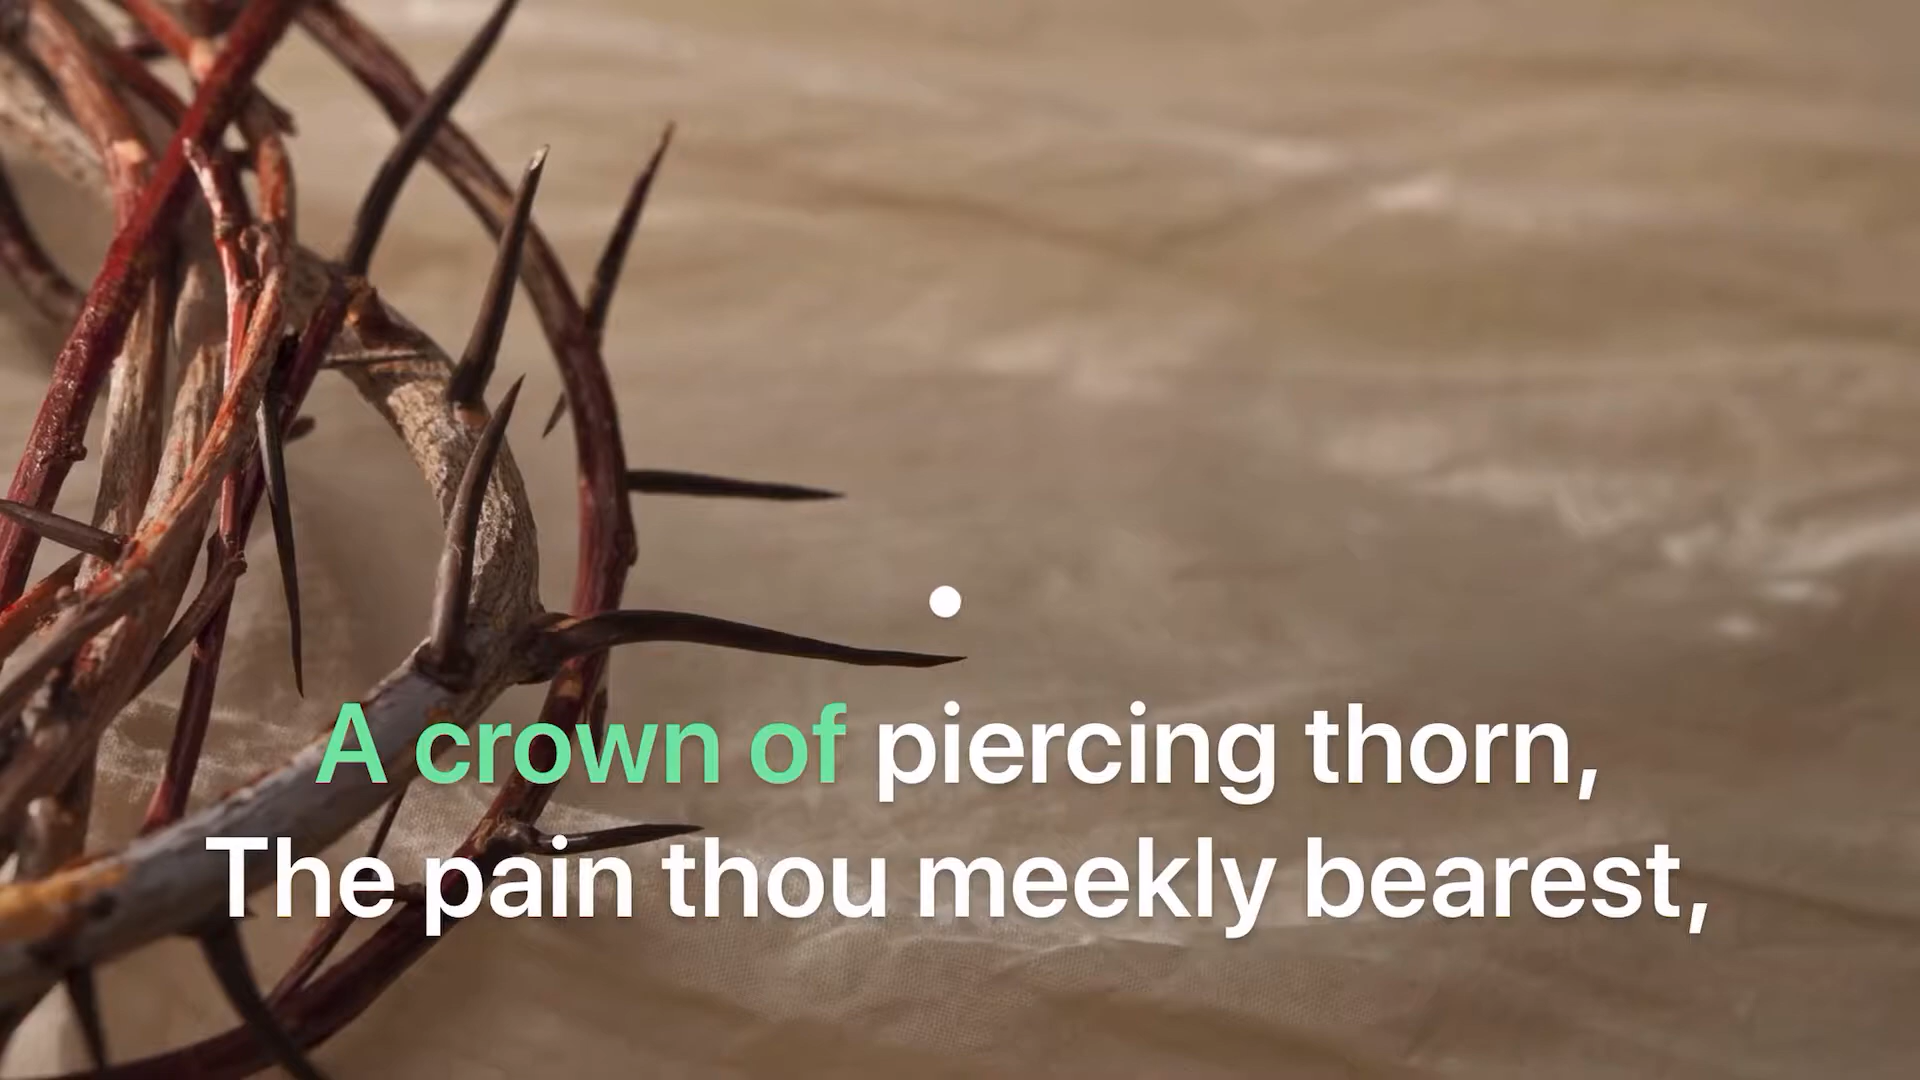 A crown of piercing thorn,
The pain thou meekly bearest,